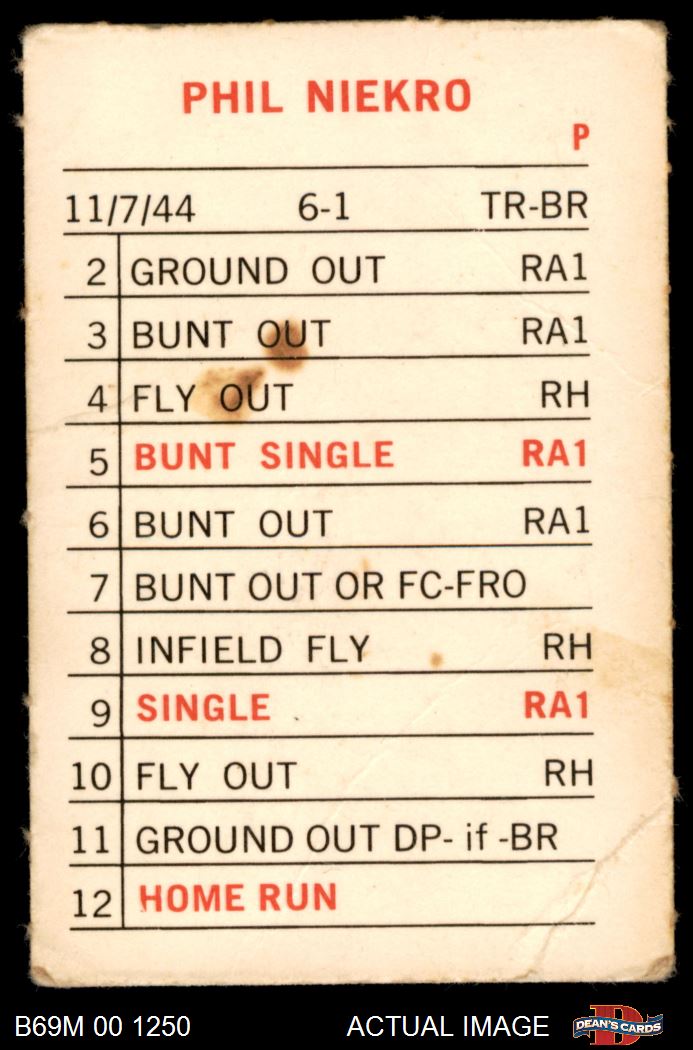 PHIL NIEKRO
P
11/7/44 6-1 TR-BR
2 GROUND OUT RA1
3 BUNT OUT RA1
4 FLY OUT RH
5 BUNT SINGLE RA1
6 BUNT OUT RA1
7 BUNT OUT OR FC-FRO
8 INFIELD FLY RH
9 SINGLE RA1
10 FLY OUT RH
11 GROUND OUT DP- if -BR
12 HOME RUN
B69M 00 1250 ACTUAL IMAGE D DEAN'S CARDS